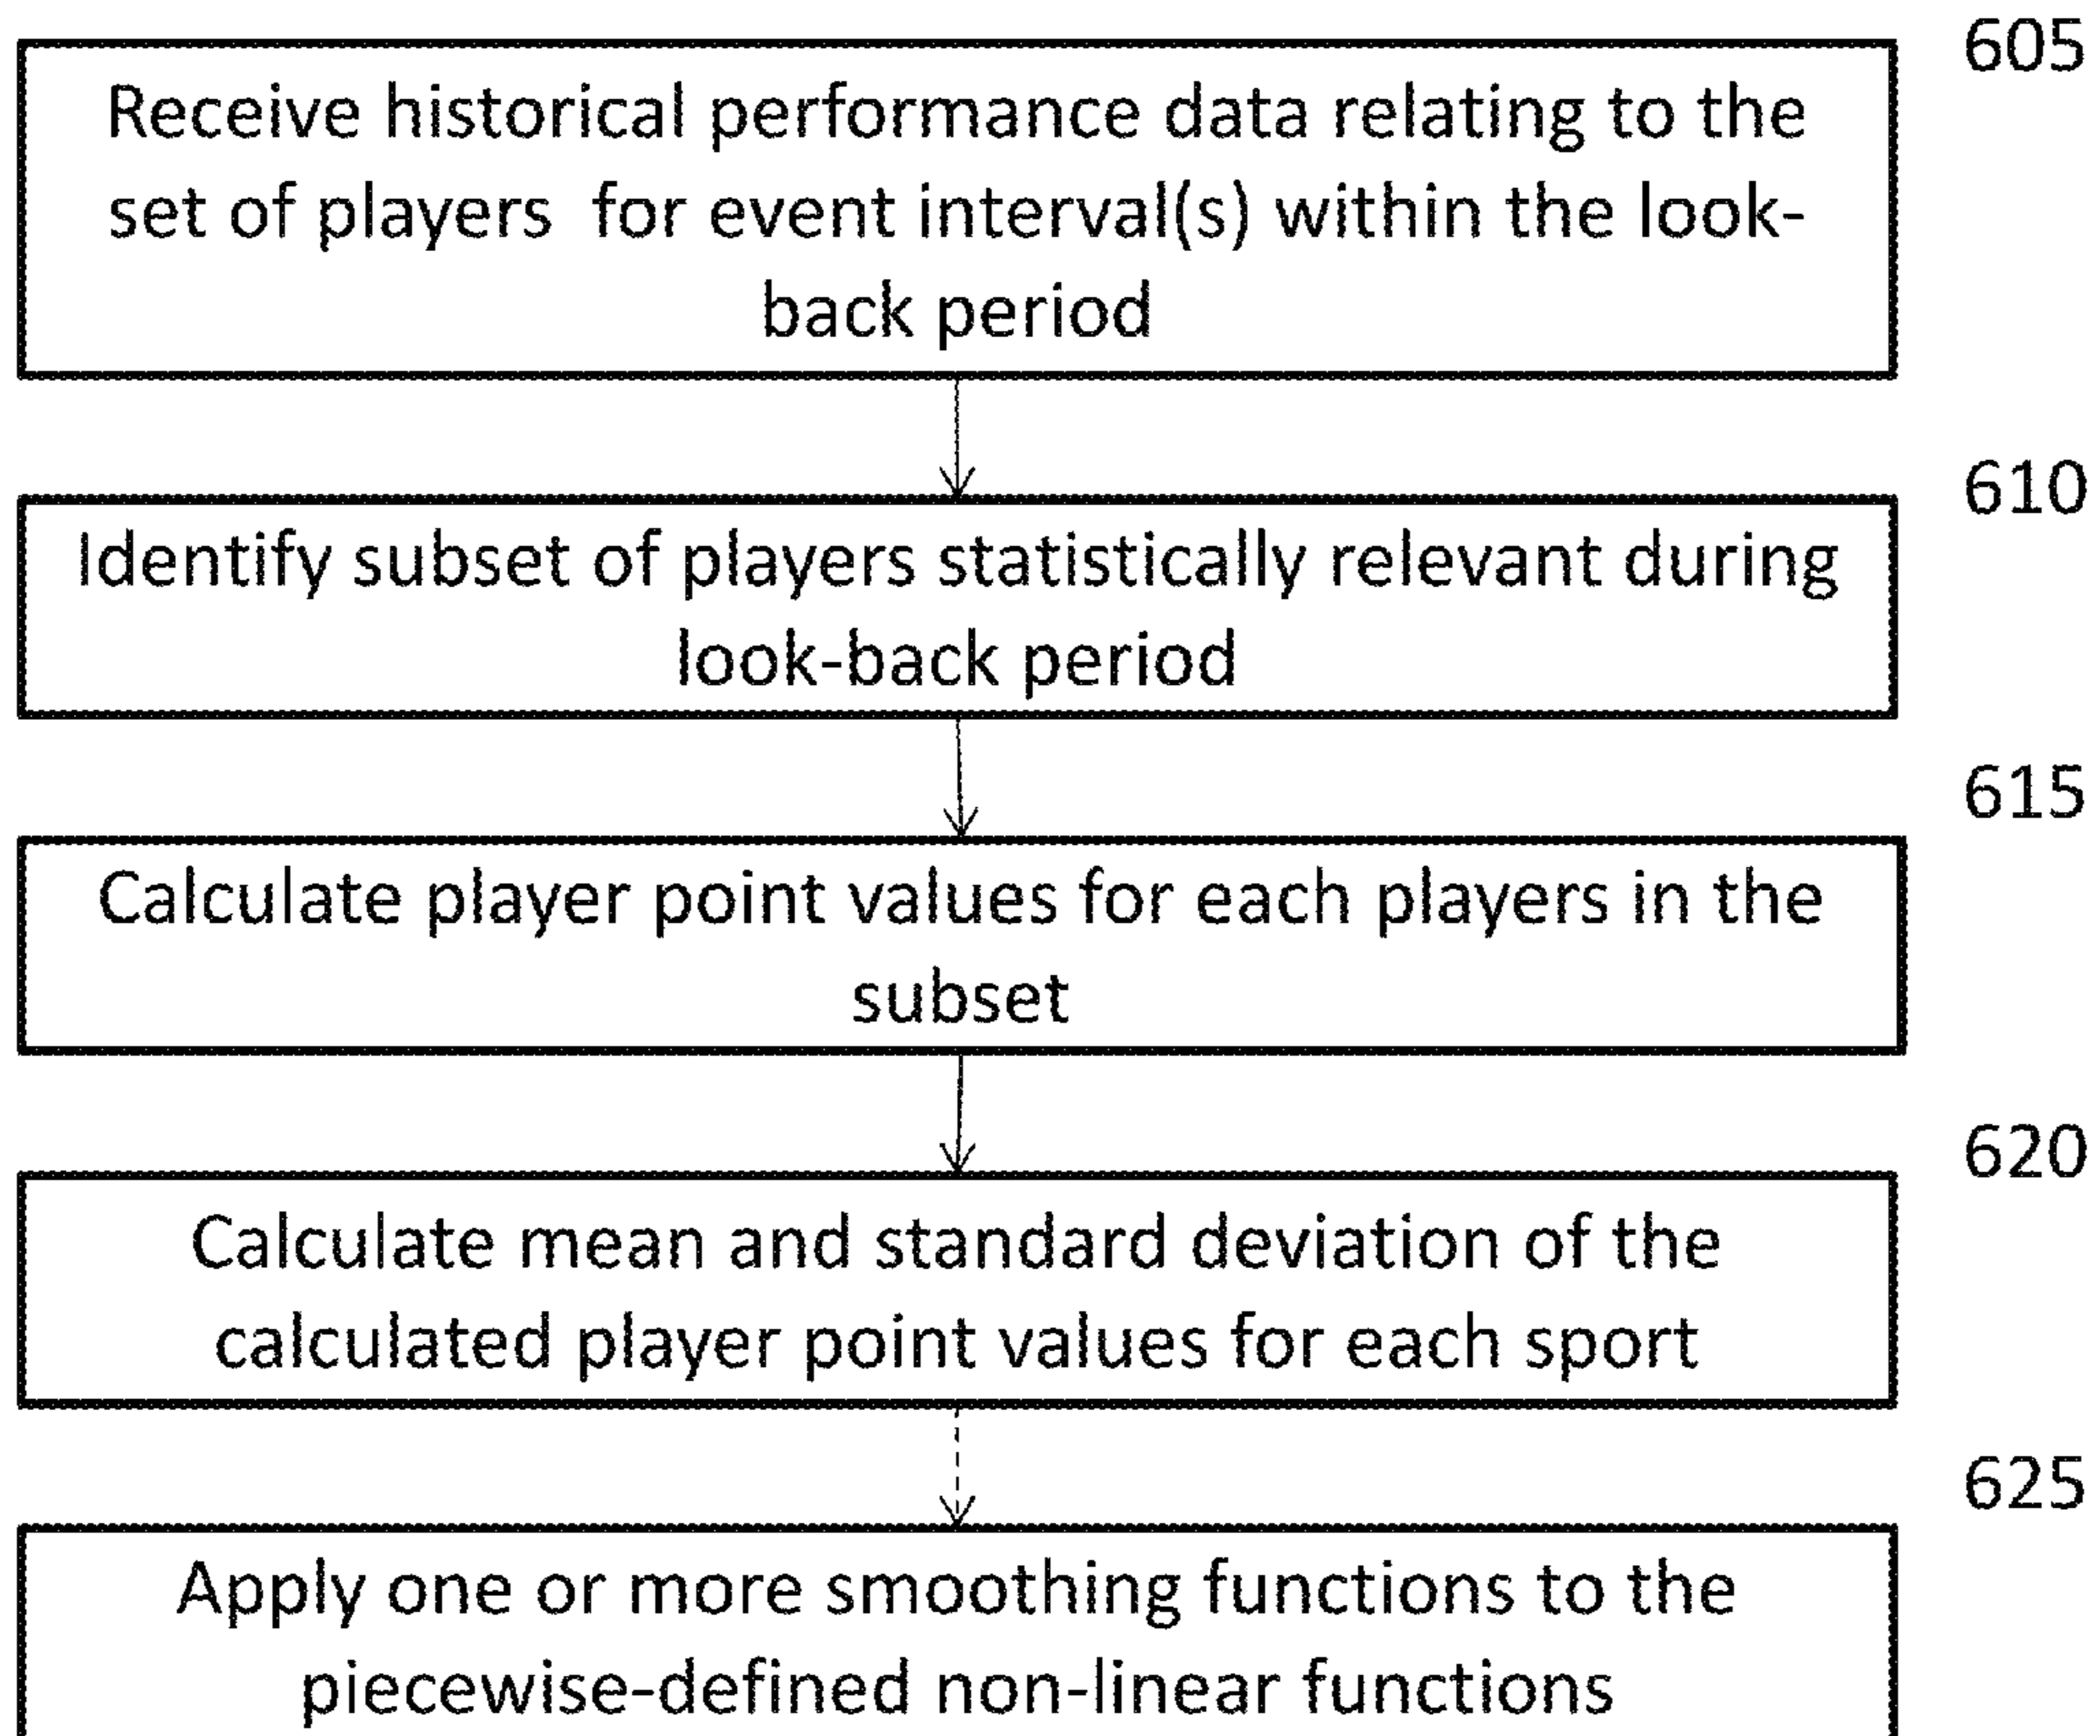 605
Receive historical performance data relating to the
set of players for event interval(s) within the look-
back period
610
Identify subset of players statistically relevant during
look-back period
615
Calculate player point values for each players in the
subset
620
Calculate mean and standard deviation of the
calculated player point values for each sport
625
Apply one or more smoothing functions to the
piecewise-defined non-linear functions